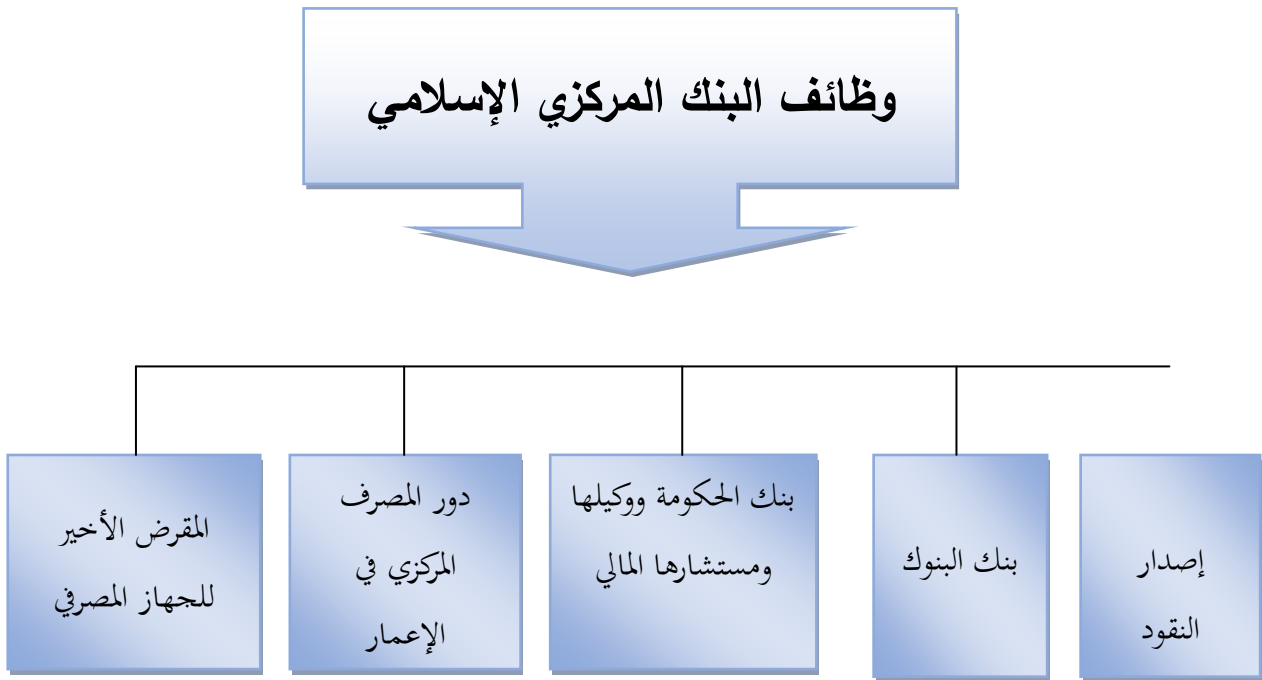 وظائف البنك المركزي الإسلامي
إصدار
النقود
بنك البنوك
بنك الحكومة ووكيلها
ومستشارها المالي
دور المصرف
المركزي في
الإعمار
المقرض الأخير
للجهاز المصرفي